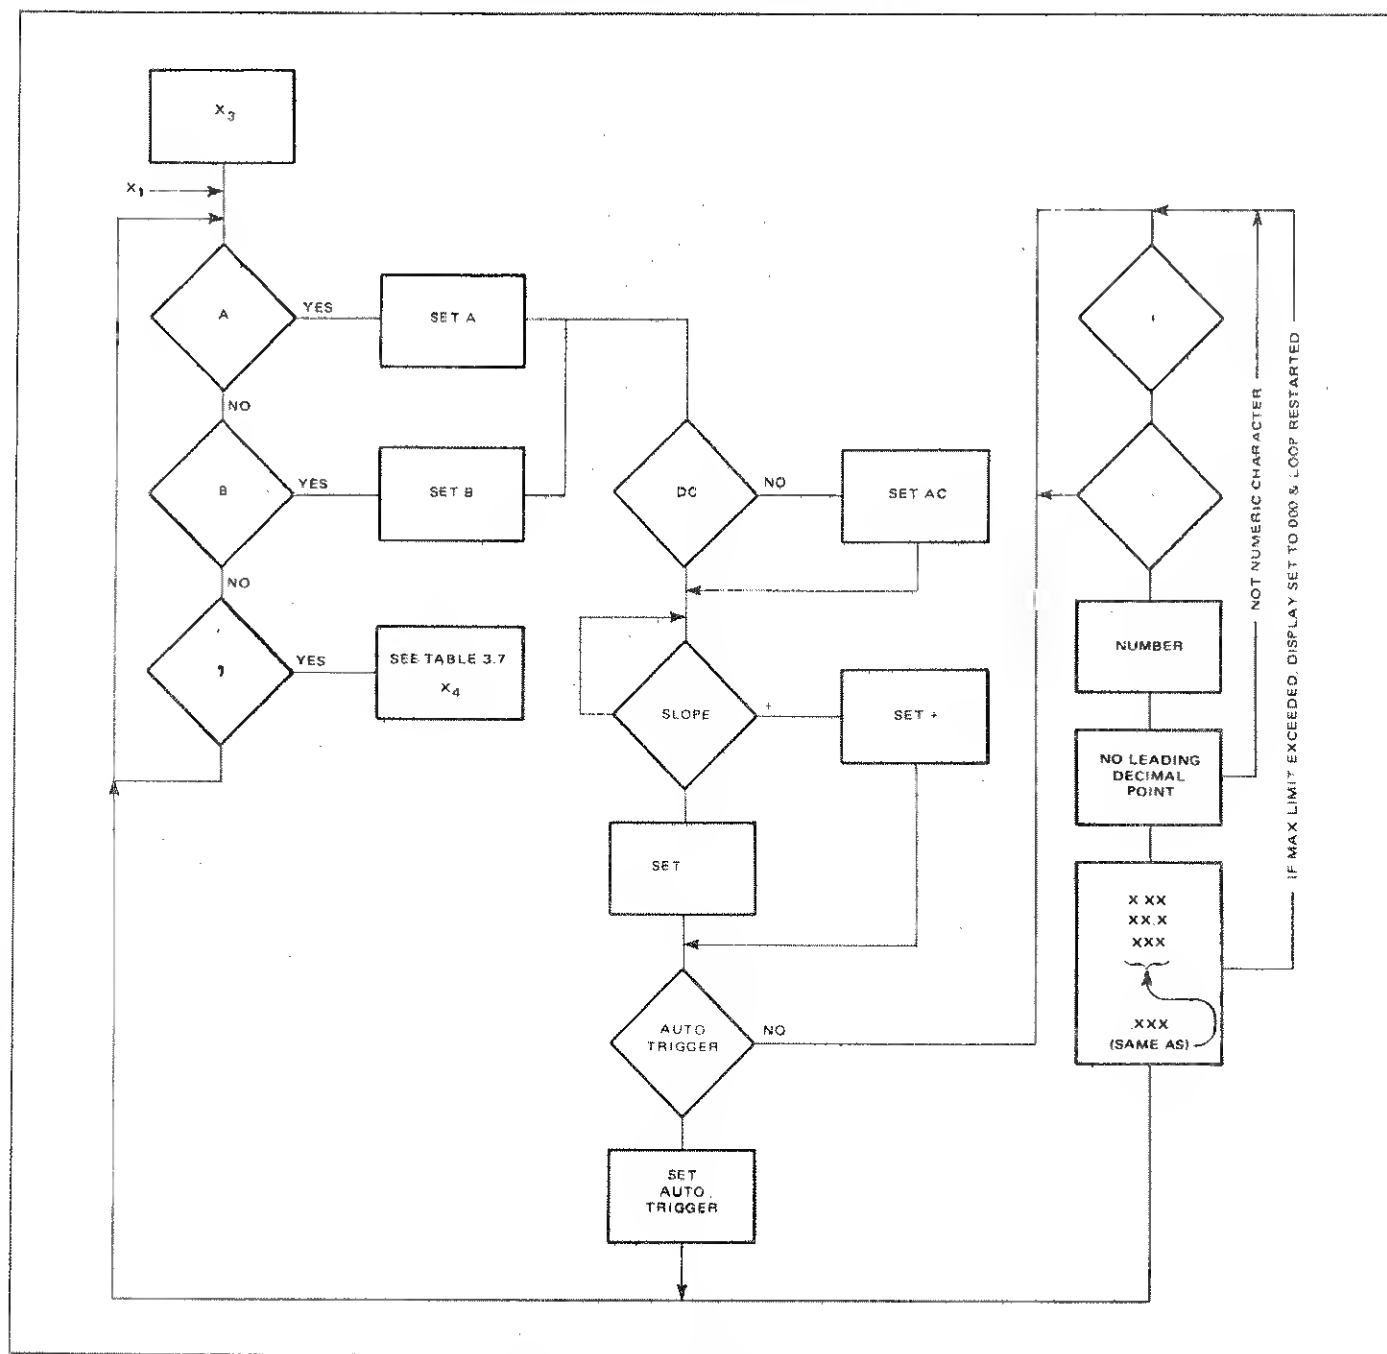 X3
X1
A
YES
SET A
NO
B
YES
SET B
NO
,
YES
SEE TABLE 3.7
X4
DC
NO
SET AC
SLOPE
+
SET +
SET
AUTO
TRIGGER
NO
SET
AUTO
TRIGGER
NUMBER
NO LEADING
DECIMAL
POINT
X XX
XX.X
XXX
.XXX
(SAME AS)
NOT NUMERIC CHARACTER
IF MAX LIMIT EXCEEDED, DISPLAY SET TO 000 & LOOP RESTARTED